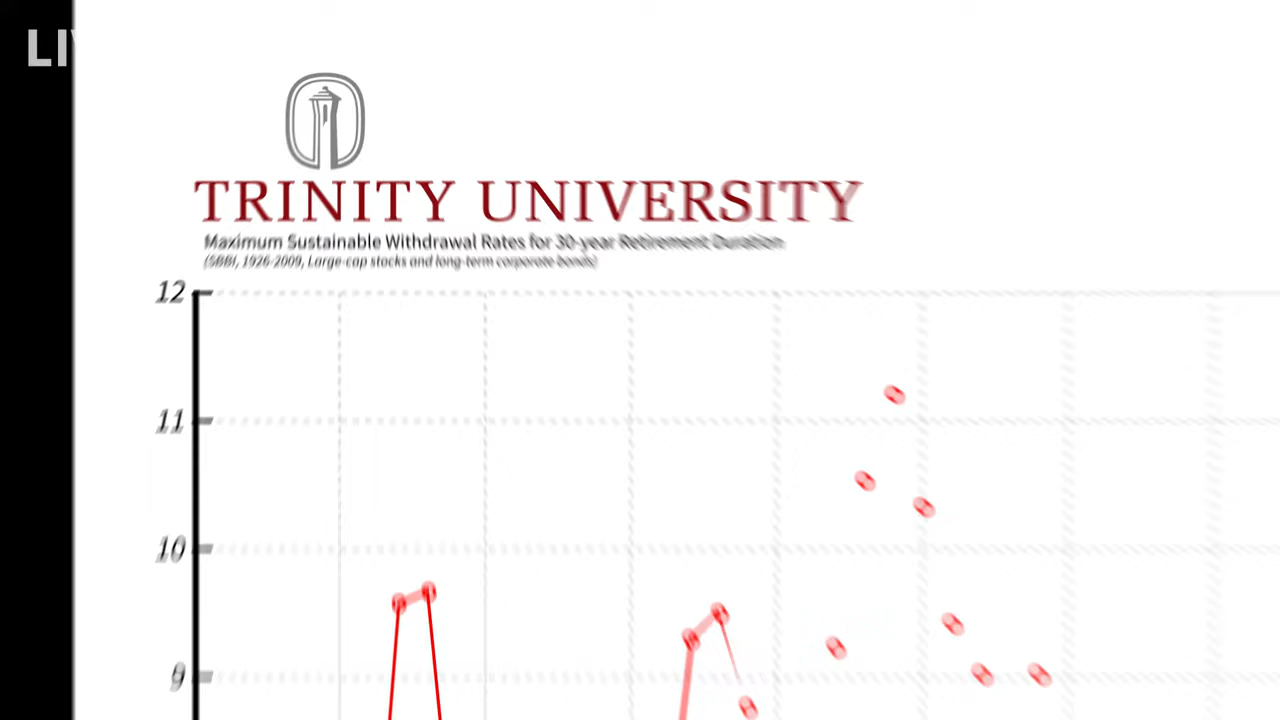 LI
TRINITY UNIVERSITY
Maximum Sustainable Withdrawal Rates for 30-year Retirement Duration
(SBBI, 1926-2009, Large-cap stocks and long-term corporate bonds)
12
11
10
9